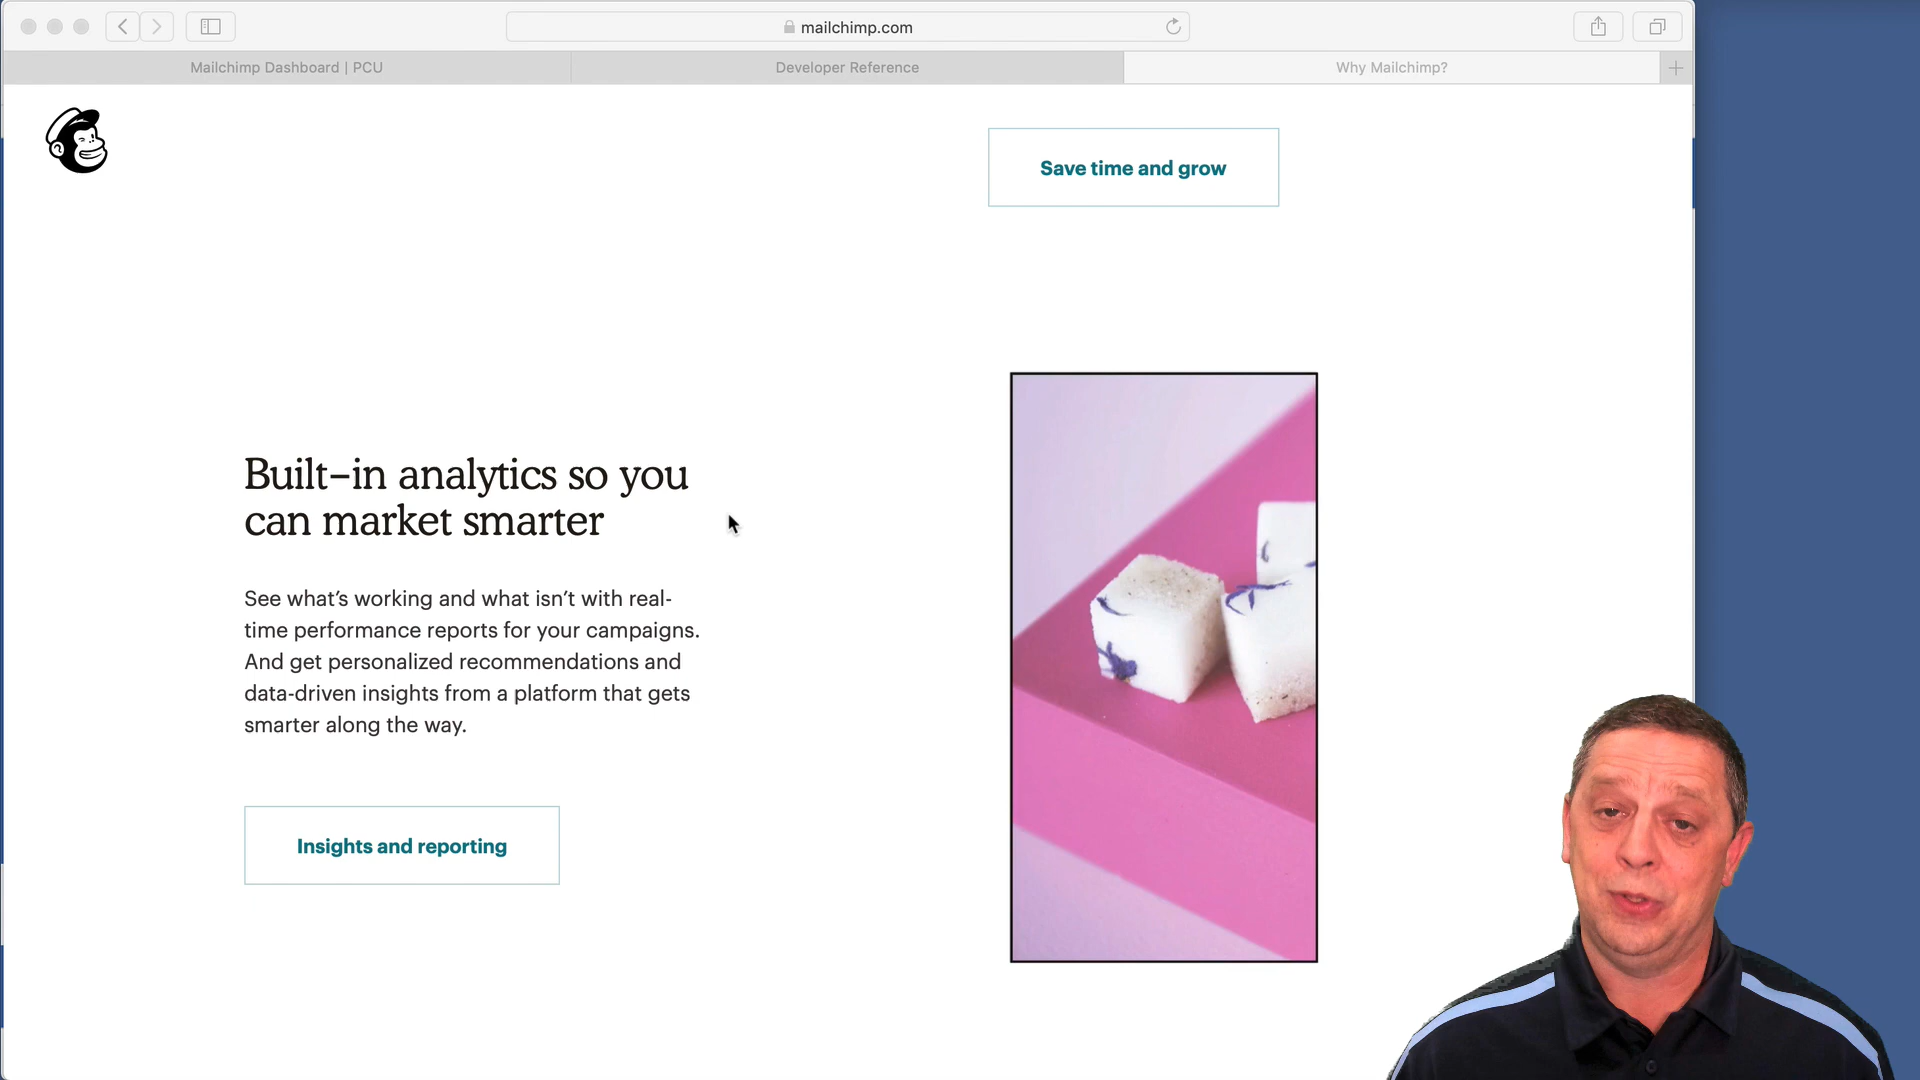 mailchimp.com
Mailchimp Dashboard | PCU
Developer Reference
Why Mailchimp?
Save time and grow
Built-in analytics so you
can market smarter
See what’s working and what isn’t with real-
time performance reports for your campaigns.
And get personalized recommendations and
data-driven insights from a platform that gets
smarter along the way.
Insights and reporting